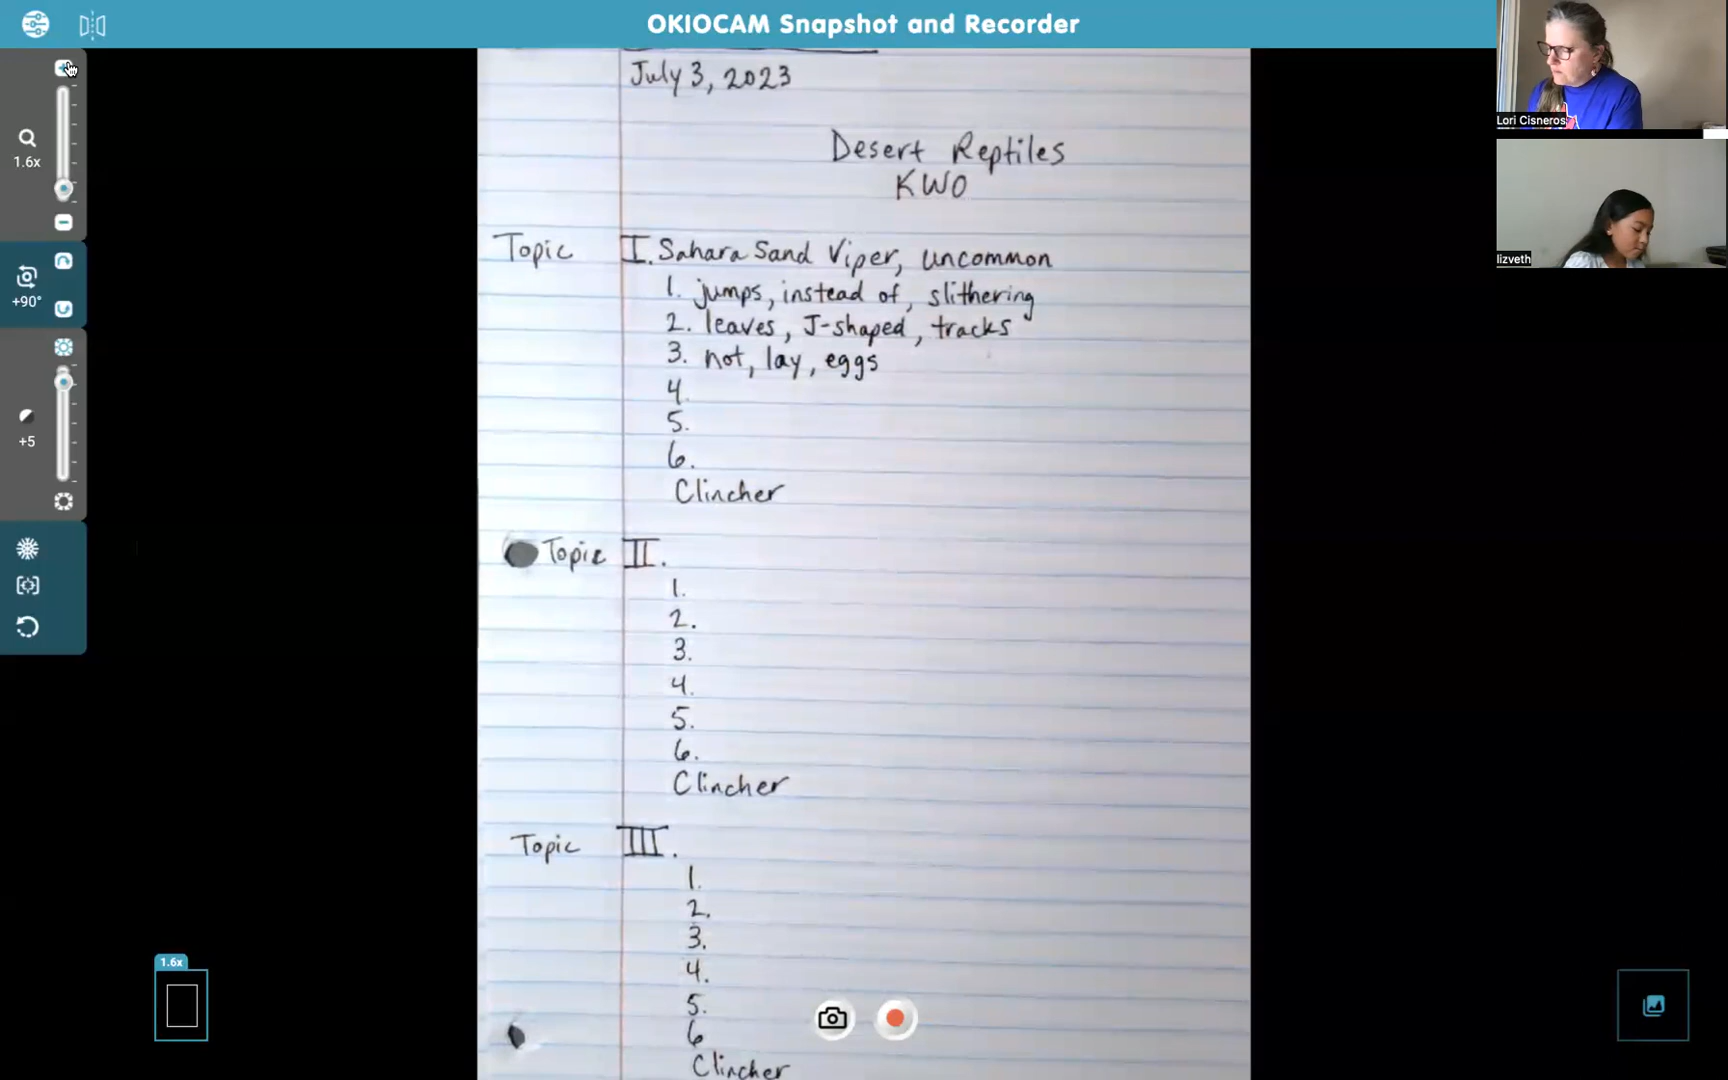 OKIOCAM Snapshot and Recorder
July 3, 2023
Desert Reptiles
KWO
Topic I. Sahara Sand Viper, uncommon
1. jumps, instead of, slithering
2. leaves, J-shaped, tracks
3. not, lay, eggs
4.
5.
6.
Clincher
Topic II.
1.
2.
3.
4.
5.
6.
Clincher
Topic III.
1.
2.
3.
4.
5.
6
Clincher
1.6x
+90°
+5
1.6x
Lori Cisneros
lizveth